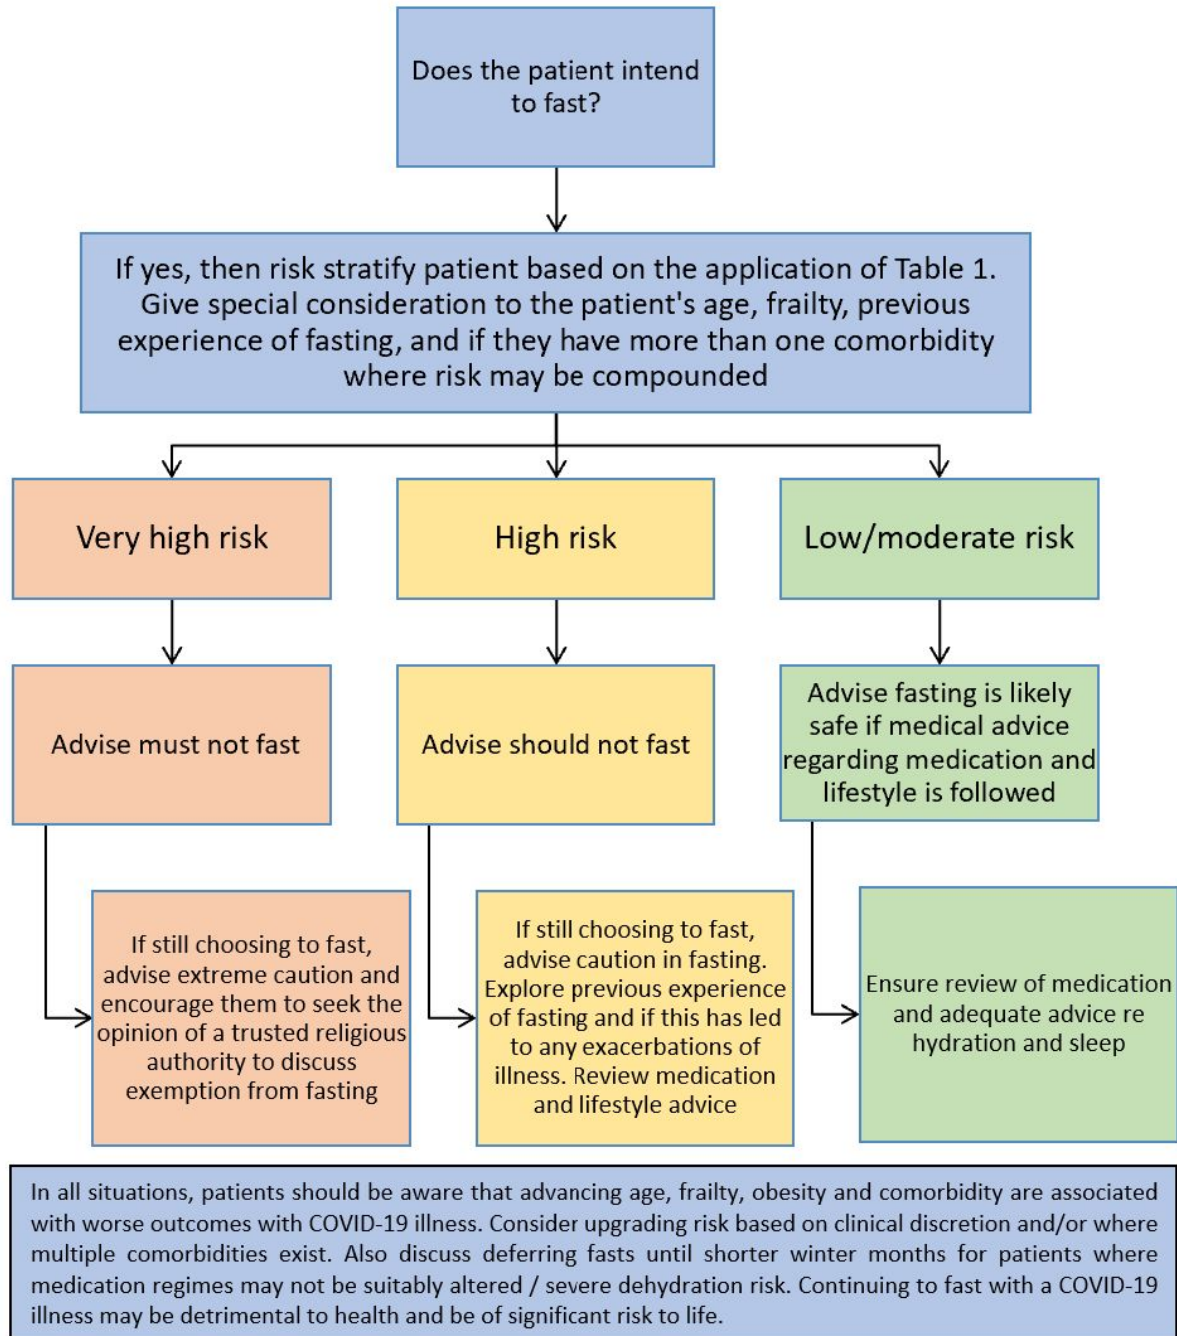 Does the patient intend
to fast?
If yes, then risk stratify patient based on the application of Table 1.
Give special consideration to the patient's age, frailty, previous
experience of fasting, and if they have more than one comorbidity
where risk may be compounded
Very high risk
High risk
Low/moderate risk
Advise must not fast
Advise should not fast
Advise fasting is likely
safe if medical advice
regarding medication and
lifestyle is followed
If still choosing to fast,
advise extreme caution and
encourage them to seek the
opinion of a trusted religious
authority to discuss
exemption from fasting
If still choosing to fast,
advise caution in fasting.
Explore previous experience
of fasting and if this has led
to any exacerbations of
illness. Review medication
and lifestyle advice
Ensure review of medication
and adequate advice re
hydration and sleep
In all situations, patients should be aware that advancing age, frailty, obesity and comorbidity are associated
with worse outcomes with COVID-19 illness. Consider upgrading risk based on clinical discretion and/or where
multiple comorbidities exist. Also discuss deferring fasts until shorter winter months for patients where
medication regimes may not be suitably altered / severe dehydration risk. Continuing to fast with a COVID-19
illness may be detrimental to health and be of significant risk to life.